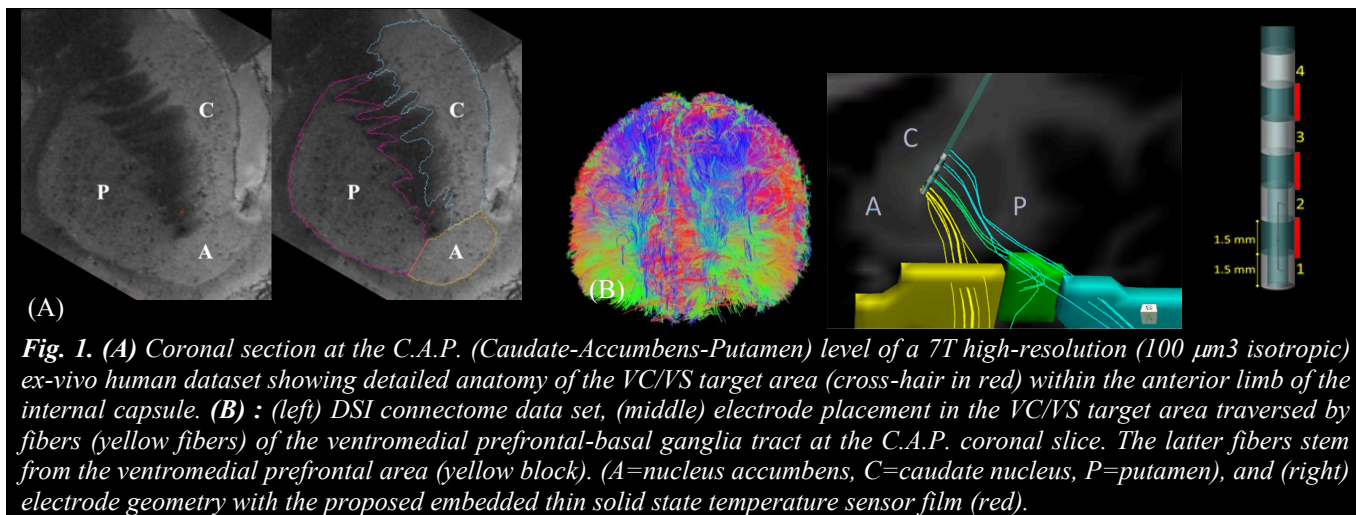 C
C
P
P
A
A
(A)
(B)
C
A
P
4
3
2
1.5 mm
1.5 mm
1
Fig. 1. (A) Coronal section at the C.A.P. (Caudate-Accumbens-Putamen) level of a 7T high-resolution (100 μm3 isotropic)
ex-vivo human dataset showing detailed anatomy of the VC/VS target area (cross-hair in red) within the anterior limb of the
internal capsule. (B) : (left) DSI connectome data set, (middle) electrode placement in the VC/VS target area traversed by
fibers (yellow fibers) of the ventromedial prefrontal-basal ganglia tract at the C.A.P. coronal slice. The latter fibers stem
from the ventromedial prefrontal area (yellow block). (A=nucleus accumbens, C=caudate nucleus, P=putamen), and (right)
electrode geometry with the proposed embedded thin solid state temperature sensor film (red).